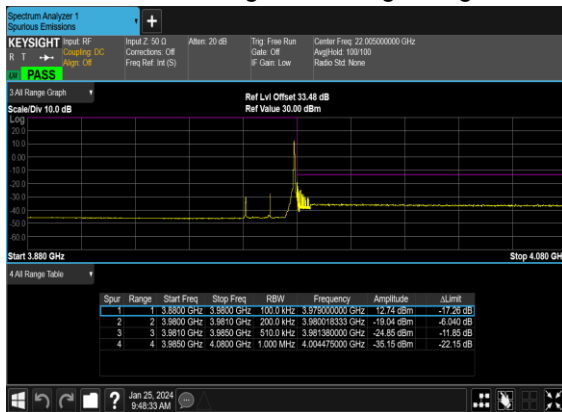 Spectrum Analyzer 1
Spurious Emissions
KEYSIGHT Input: RF Input Z: 50 Ω Atten: 20 dB Trig: Free Run Center Freq: 22.005000000 GHz
R T Coupling: DC Corrections: Off Gate: Off Avg|Hold: 100/100
Align: Off Freq Ref: Int (S) IF Gain: Low Radio Std: None
PASS
3 All Range Graph
Ref Lvl Offset 33.48 dB
Scale/Div 10.0 dB Ref Value 30.00 dBm
Log
20.0
10.0
0.00
-10.0
-20.0
-30.0
-40.0
-50.0
-60.0
Start 3.880 GHz Stop 4.080 GH
4 All Range Table
Spur Range Start Freq Stop Freq RBW Frequency Amplitude ΔLimit
1 1 3.8800 GHz 3.9800 GHz 100.0 kHz 3.979000000 GHz 12.74 dBm -17.26 dB
2 2 3.9800 GHz 3.9810 GHz 200.0 kHz 3.980018333 GHz -19.04 dBm -6.040 dB
3 3 3.9810 GHz 3.9850 GHz 510.0 kHz 3.981380000 GHz -24.85 dBm -11.85 dB
4 4 3.9850 GHz 4.0800 GHz 1.000 MHz 4.004475000 GHz -35.15 dBm -22.15 dB
? Jan 25, 2024
9:48:33 AM